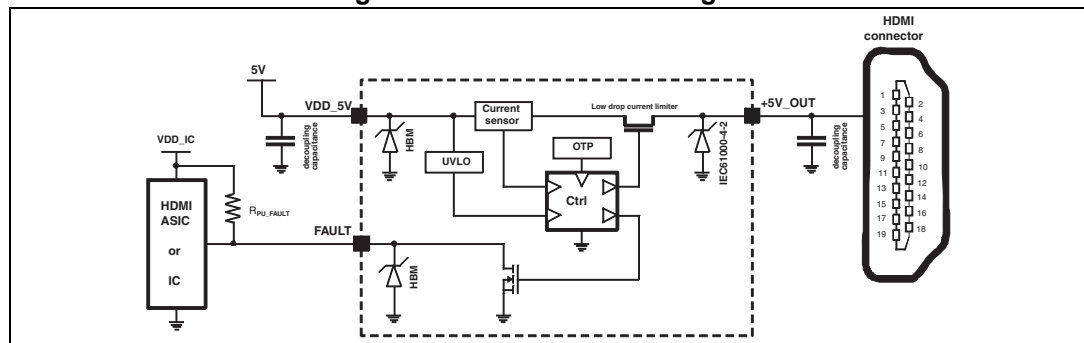 HDMI
connector
5V
VDD_5V
Current
sensor
Low drop current limiter
+5V_OUT
decoupling
capacitance
HBM
UVLO
OTP
IEC61000-4-2
decoupling
capacitance
VDD_IC
HDMI
ASIC
or
IC
RPU_FAULT
Ctrl
FAULT
HBM
1
2
3
4
5
6
7
8
9
10
11
12
13
14
15
16
17
18
19